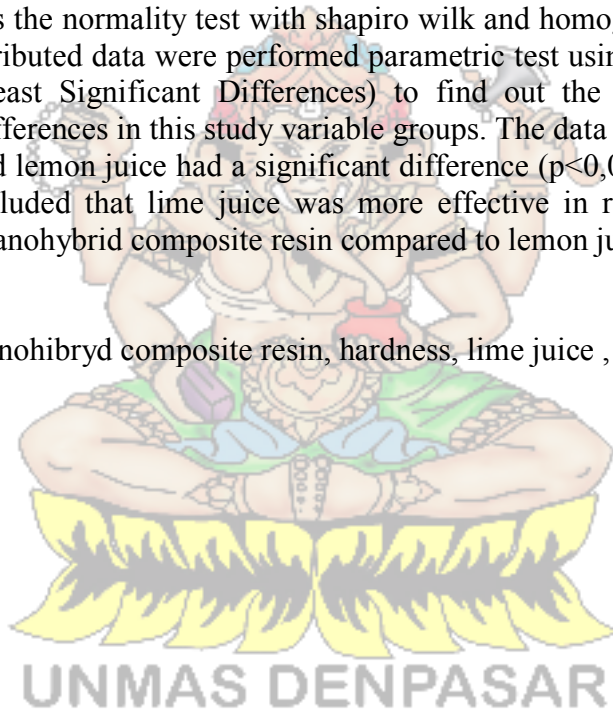 s the normality test with shapiro wilk and homo
ributed data were performed parametric test using
east Significant Differences) to find out the
fferences in this study variable groups. The data
d lemon juice had a significant difference (p<0,0
luded that lime juice was more effective in r
anohybrid composite resin compared to lemon ju
nohibryd composite resin, hardness, lime juice ,
UNMAS DENPASAR